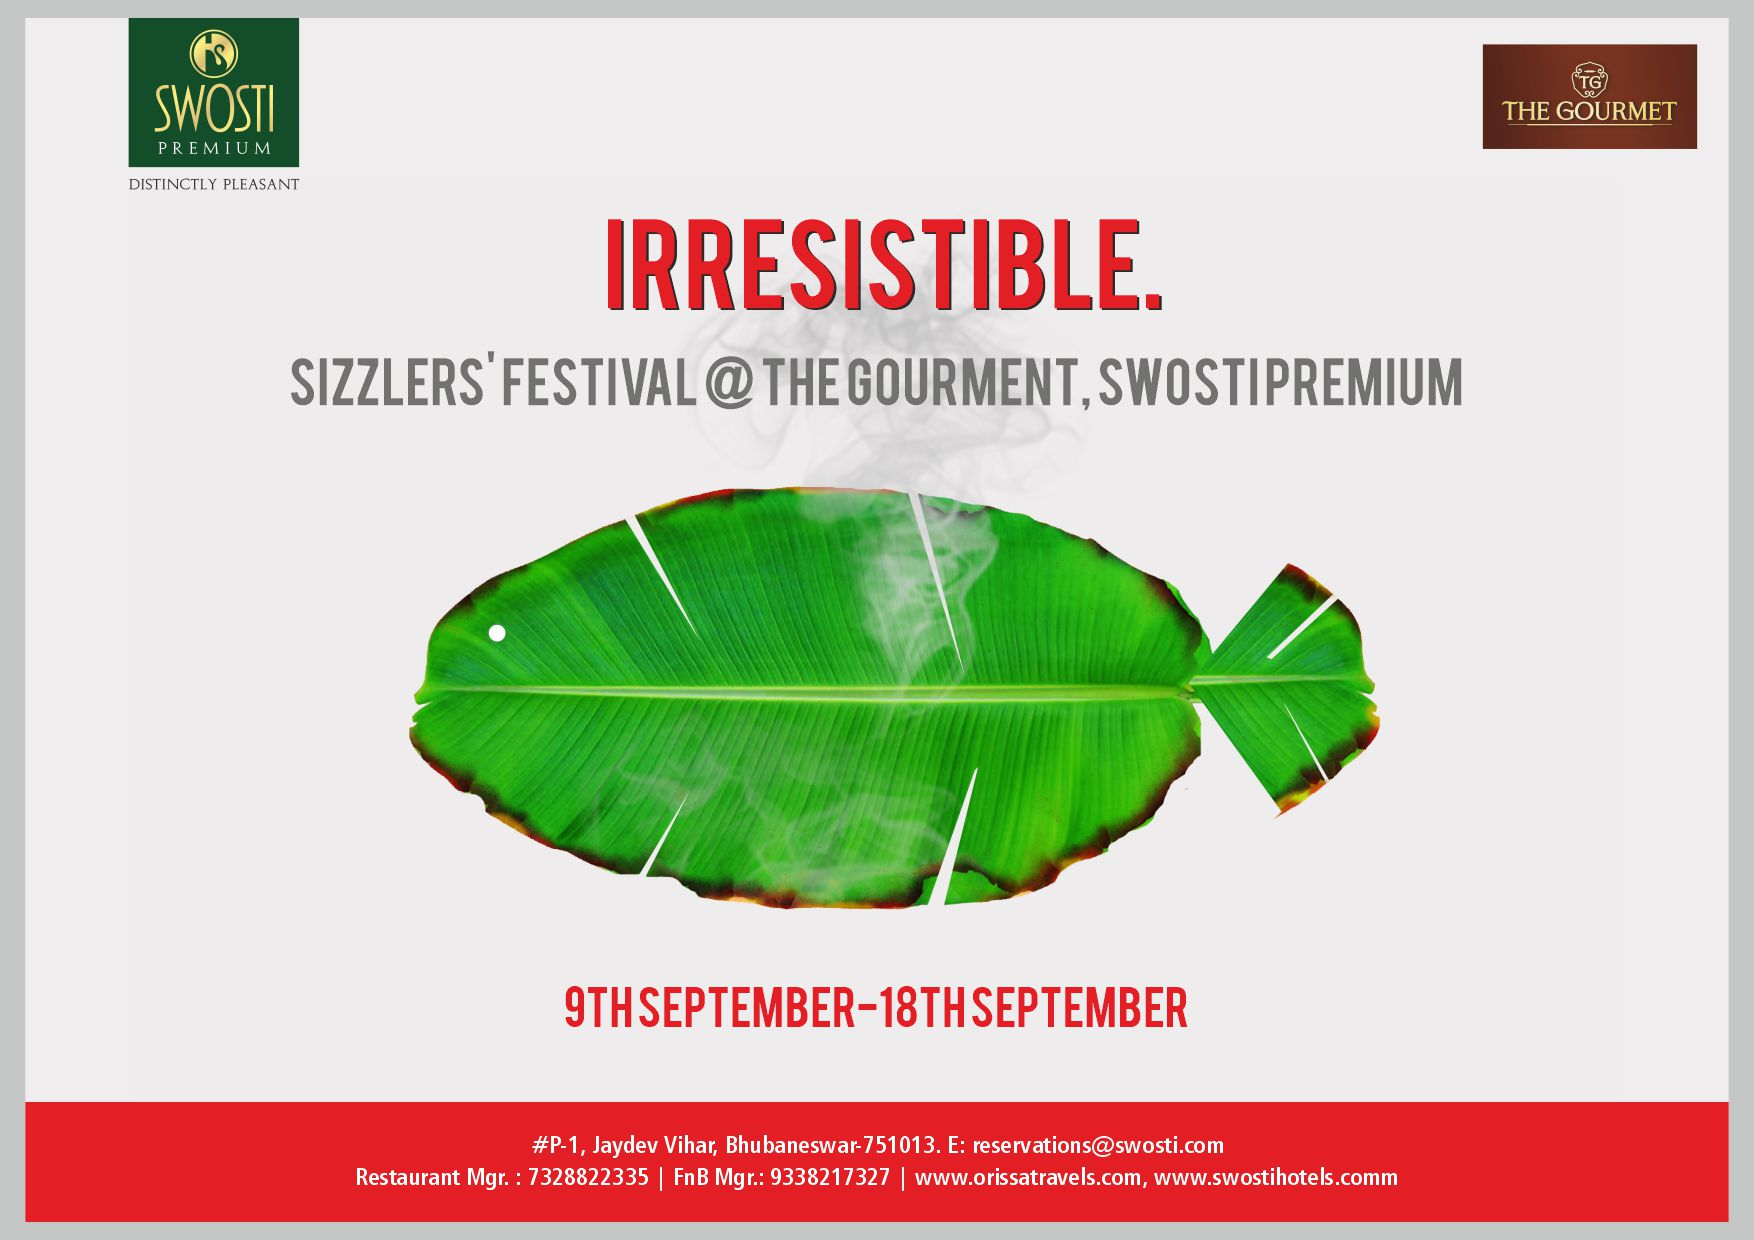 SWOSTI
PREMIUM
DISTINCTLY PLEASANT
TG
THE GOURMET
IRRESISTIBLE.
SIZZLERS' FESTIVAL @ THE GOURMENT, SWOSTI PREMIUM
9TH SEPTEMBER-18TH SEPTEMBER
#P-1, Jaydev Vihar, Bhubaneswar-751013. E: reservations@swosti.com
Restaurant Mgr. : 7328822335 | FnB Mgr.: 9338217327 | www.orissatravels.com, www.swostihotels.comm